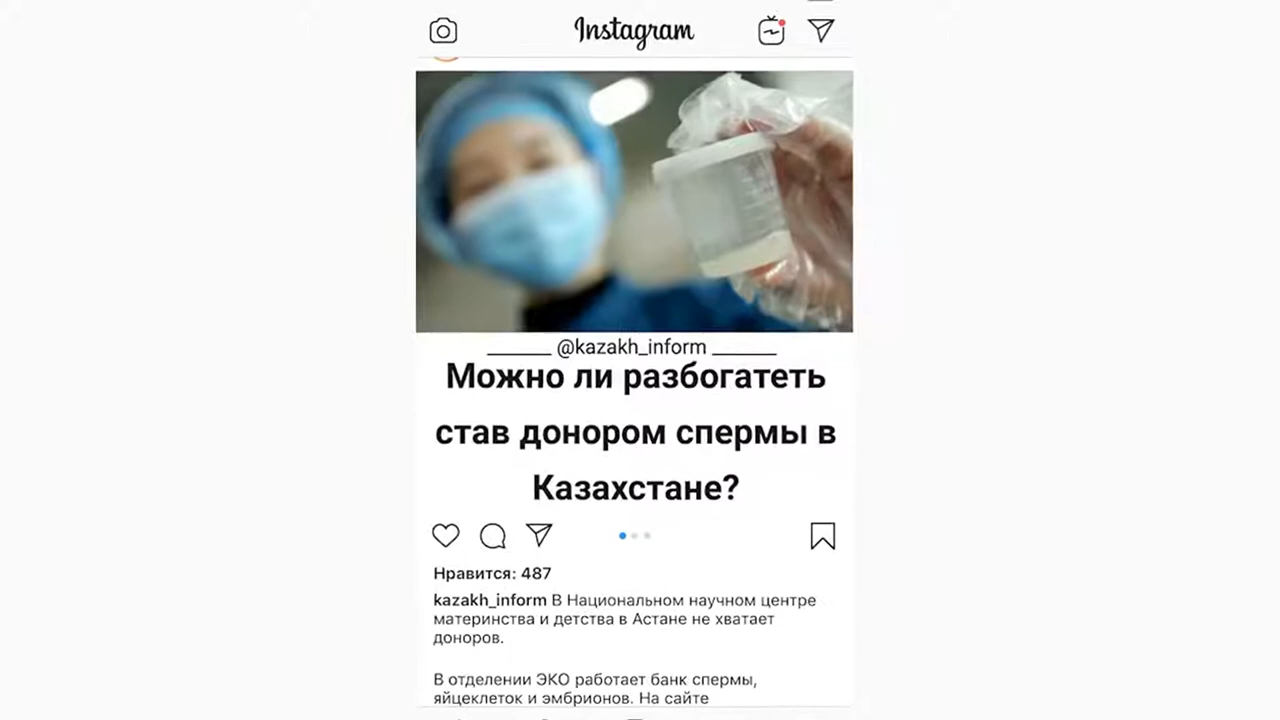 Instagram
@kazakh_inform
Можно ли разбогатеть
став донором спермы в
Казахстане?
Нравится: 487
kazakh_inform В Национальном научном центре
материнства и детства в Астане не хватает
доноров.
В отделении ЭКО работает банк спермы,
яйцеклеток и эмбрионов. На сайте